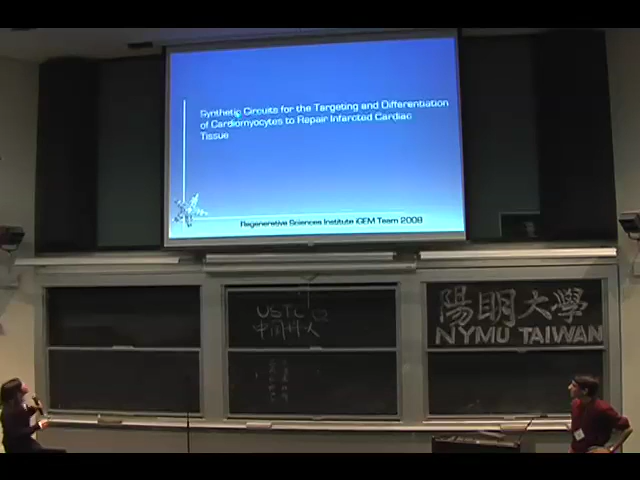 Synthetic Circuits for the Targeting and Differentiation
of Cardiomyocytes to Repair Infarcted Cardiac
Tissue
Regenerative Sciences Institute iGEM Team 2008
USTC
中国科大
陽明大學
NYMU TAIWAN